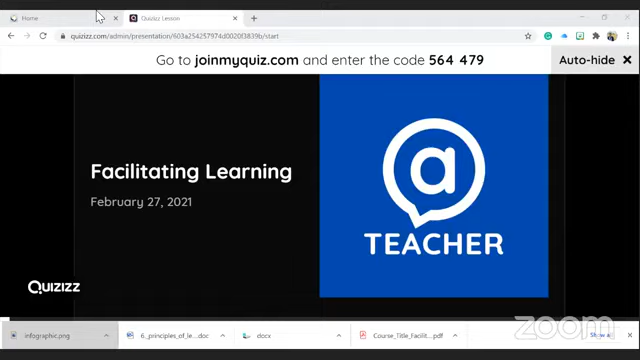 Home
Quizizz Lesson
quizizz.com/admin/presentation/603a254257974d0020f3839b/start
Go to joinmyquiz.com and enter the code 564 479
Auto-hide
Facilitating Learning
February 27, 2021
a
TEACHER
Quizizz
infographic.png
6_principles_of_le....doc
docx
Course_Title_Facilit....pdf
Show a
zoom